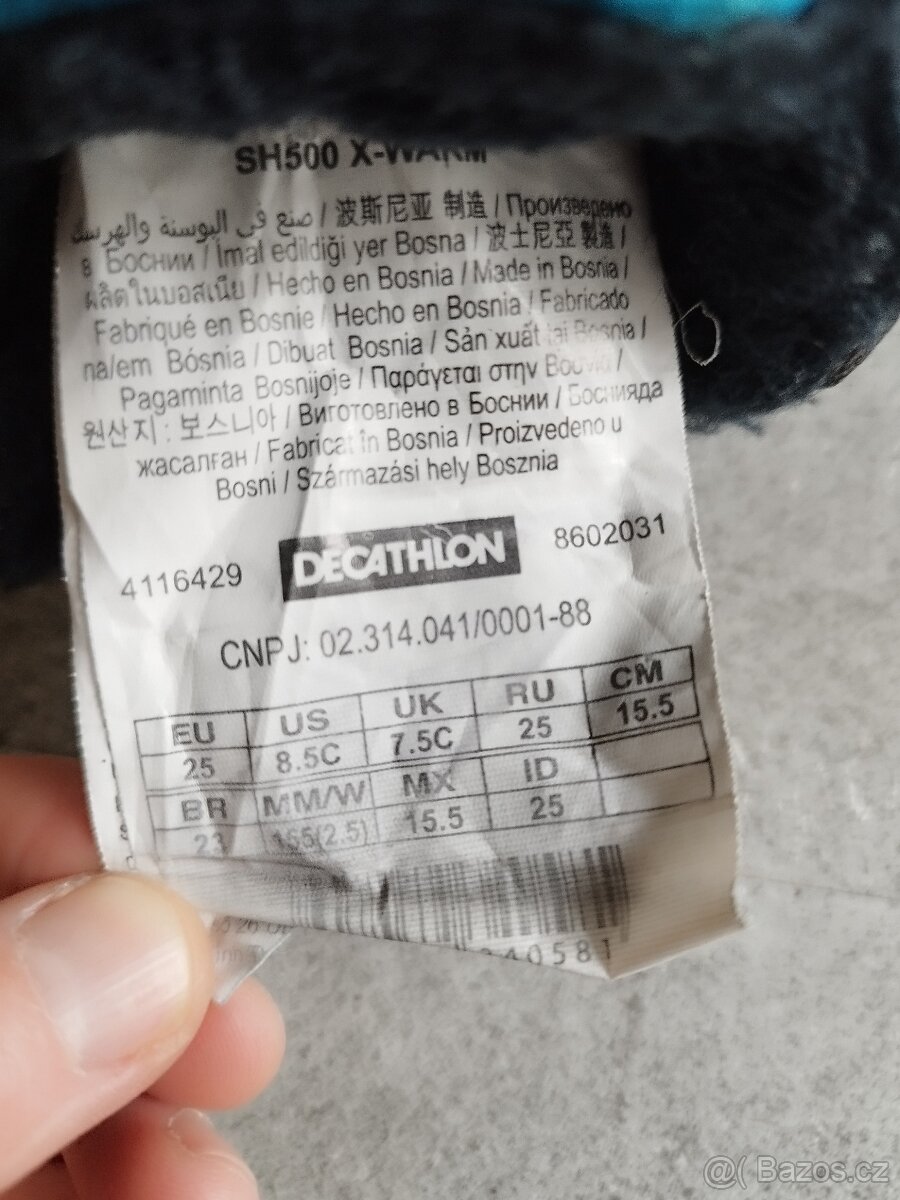 SH500 X-WARM
صنع في البوسنة والهرسك / 波斯尼亚 制造 / Произведено
в Боснии / İmal edildiği yer Bosna / 波士尼亞 製造 /
ผลิตในบอสเนีย / Hecho en Bosnia / Made in Bosnia /
Fabriqué en Bosnie / Hecho en Bosnia / Fabricado
na/em Bósnia / Dibuat Bosnia / Sản xuất tại Bosnia /
Pagaminta Bosnijoje / Παράγεται στην Βοσνία /
원산지 : 보스니아 / Виготовлено в Боснии / Боснияда
жасалған / Fabricat în Bosnia / Proizvedeno u
Bosni / Származási hely Bosznia
4116429 DECATHLON 8602031
CNPJ: 02.314.041/0001-88
EU US UK RU CM
25 8.5C 7.5C 25 15.5
BR MM/W MX ID
23 155(2.5) 15.5 25
40581
@( Bazos.cz